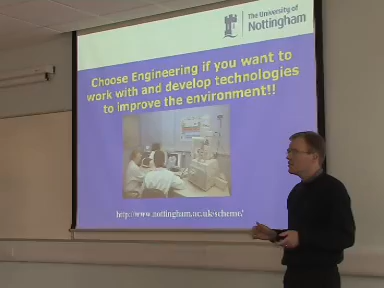 The University of
Nottingham
Choose Engineering if you want to
work with and develop technologies
to improve the environment!!
http://www.nottingham.ac.uk/scheme/